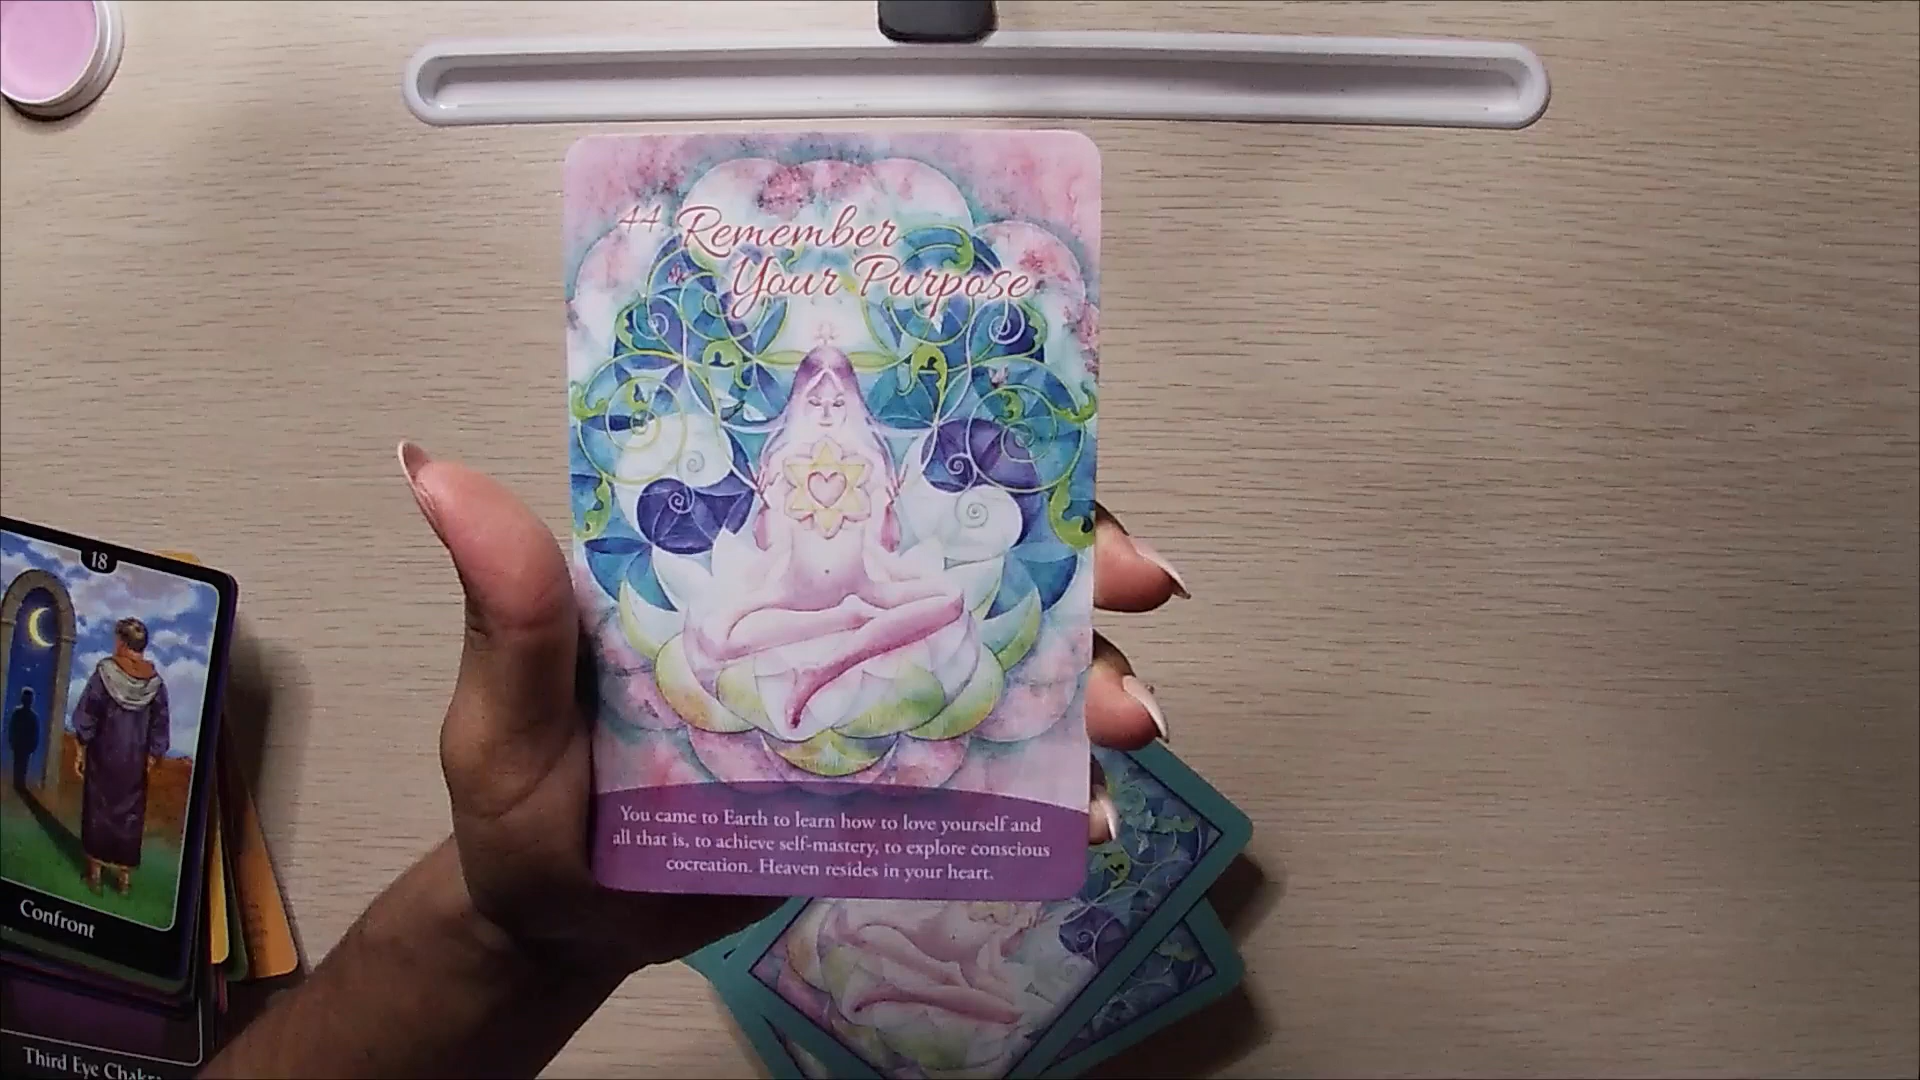 44 Remember
Your Purpose
You came to Earth to learn how to love yourself and
all that is, to achieve self-mastery, to explore conscious
cocreation. Heaven resides in your heart.
18
Confront
Third Eye